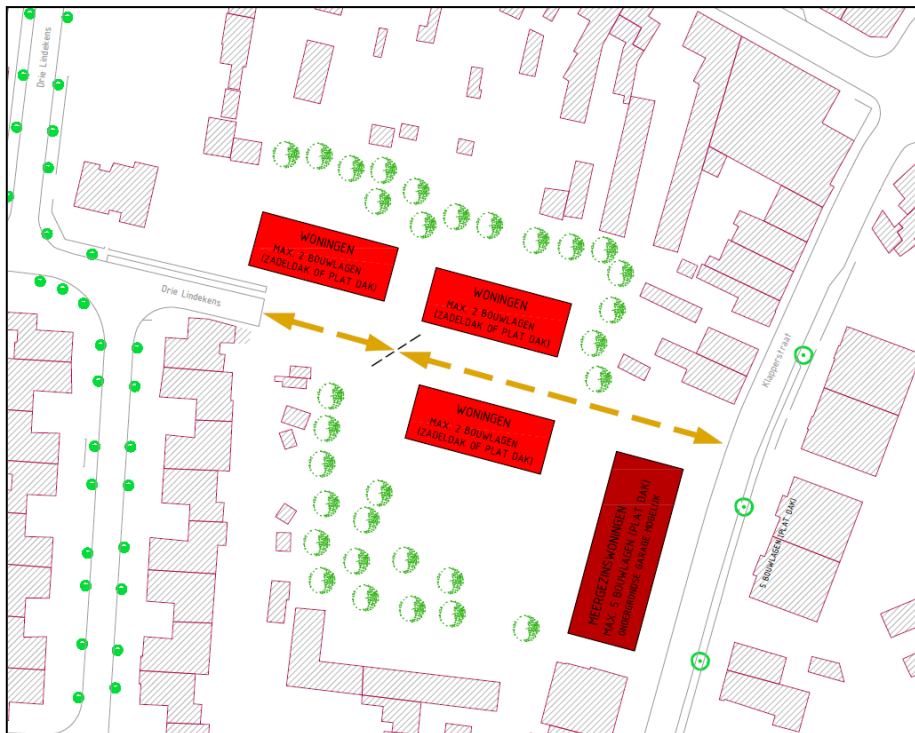 Drie Lindekens
WONINGEN
MAX. 2 BOUWLAGEN
(ZADELDAK OF PLAT DAK)
Drie Lindekens
WONINGEN
MAX. 2 BOUWLAGEN
(ZADELDAK OF PLAT DAK)
Klapperstraat
WONINGEN
MAX. 2 BOUWLAGEN
(ZADELDAK OF PLAT DAK)
MEERGEZINSWONINGEN
MAX. 5 BOUWLAGEN (PLAT DAK)
ONDERGRONDSE GARAGE MOGELIJK
5 BOUWLAGEN (PLAT DAK)